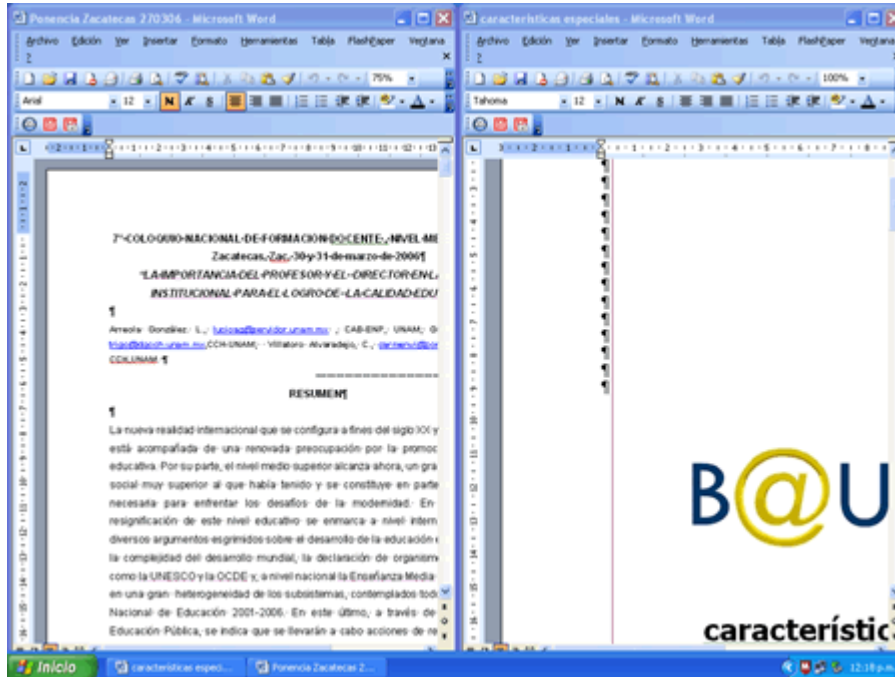 Ponencia Zacatecas 270306 - Microsoft Word
Archivo Edición Ver Insertar Formato Herramientas Tabla FlashPaper Ventana
?
75%
Arial 12 N K S
7° COLOQUIO NACIONAL DE FORMACION DOCENTE, NIVEL ME
Zacatecas, Zac, 30 y 31 de marzo de 2006¶
"LA IMPORTANCIA DEL PROFESOR Y EL DIRECTOR EN L
INSTITUCIONAL PARA EL LOGRO DE LA CALIDAD EDU
¶
Arreola González, L., ; CAB-ENP, UNAM; G
CCH-UNAM; Villatoro Alvaradejo, C.,
CCH, UNAM. ¶
RESUMEN¶
¶
La nueva realidad internacional que se configura a fines del siglo XX y
está acompañada de una renovada preocupación por la promoc
educativa. Por su parte, el nivel medio superior alcanza ahora, un gra
social muy superior al que había tenido y se constituye en parte
necesaria para enfrentar los desafíos de la modernidad. En
resignificación de este nivel educativo se enmarca a nivel intern
diversos argumentos esgrimidos sobre el desarrollo de la educación
la complejidad del desarrollo mundial, la declaración de organism
como la UNESCO y la OCDE y, a nivel nacional la Enseñanza Media
en una gran heterogeneidad de los subsistemas, contemplados tod
Nacional de Educación 2001-2006. En este último, a través de
Educación Pública, se indica que se llevarán a cabo acciones de re
características especiales - Microsoft Word
Archivo Edición Ver Insertar Formato Herramientas Tabla FlashPaper Ventana
?
100%
Tahoma 12 N K S
B@U
característic
Inicio
características especi...
Ponencia Zacatecas 2...
12:18 p.m.